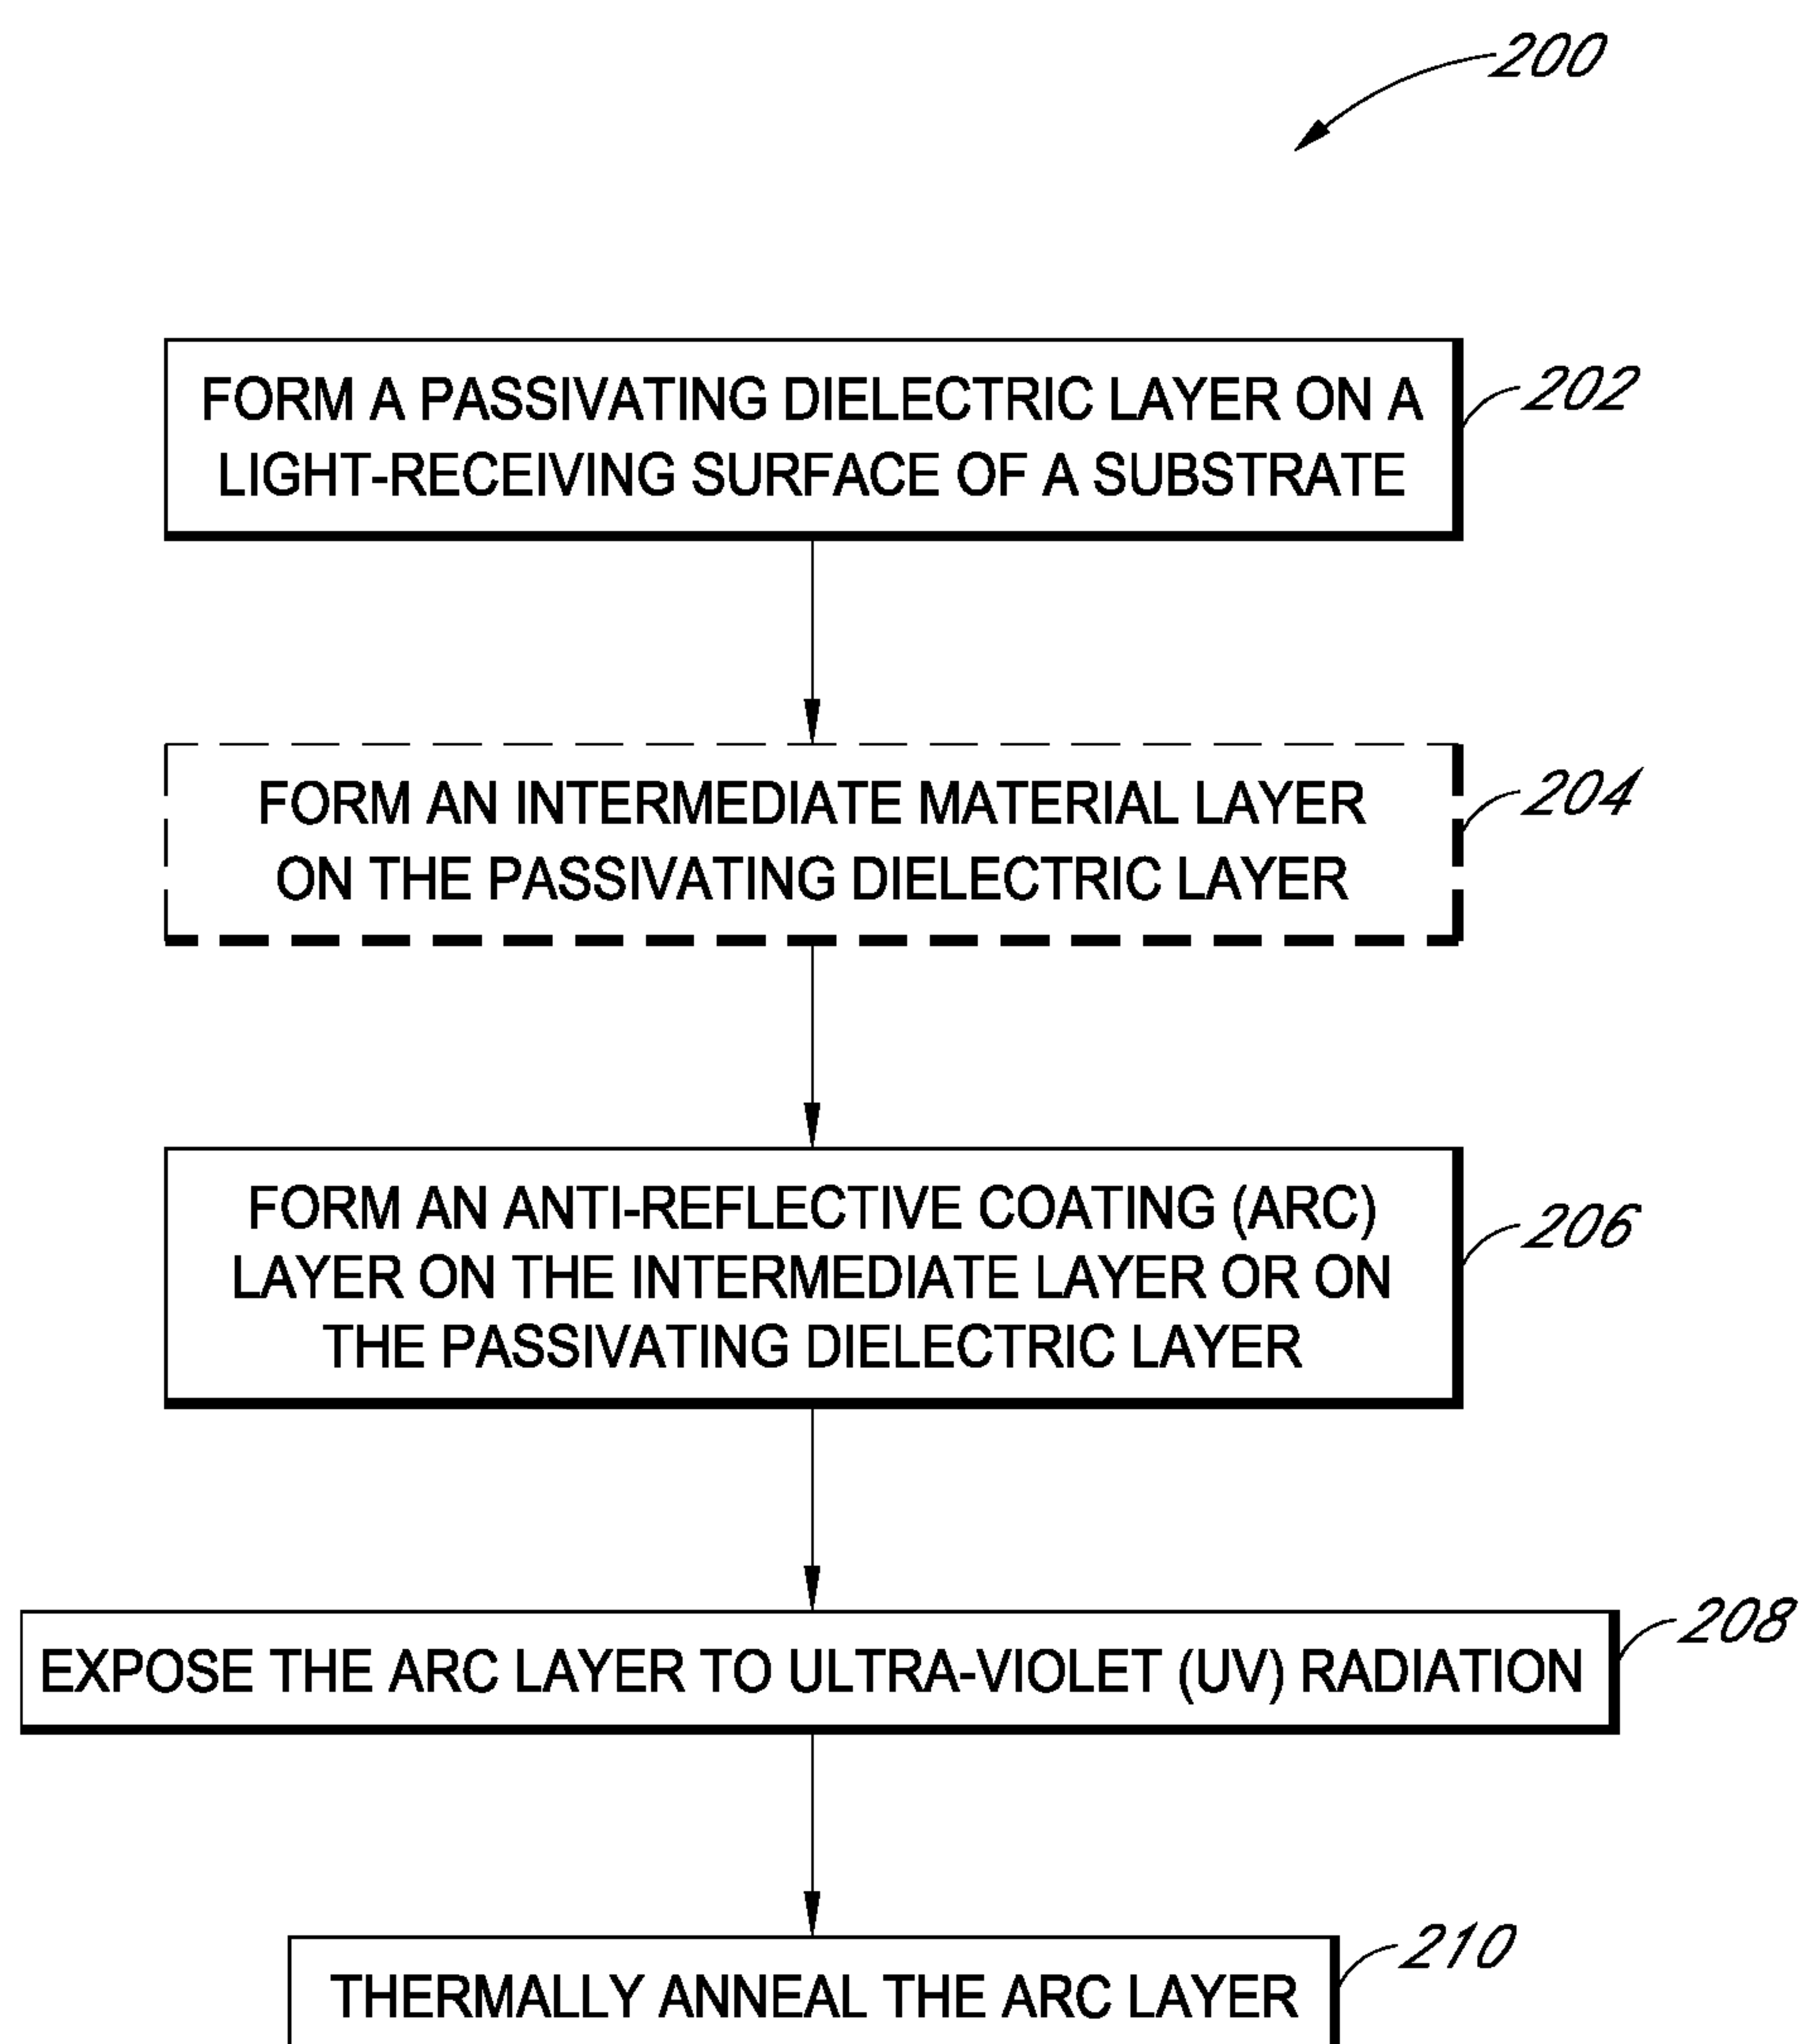 200
FORM A PASSIVATING DIELECTRIC LAYER ON A
LIGHT-RECEIVING SURFACE OF A SUBSTRATE
202
FORM AN INTERMEDIATE MATERIAL LAYER
ON THE PASSIVATING DIELECTRIC LAYER
204
FORM AN ANTI-REFLECTIVE COATING (ARC)
LAYER ON THE INTERMEDIATE LAYER OR ON
THE PASSIVATING DIELECTRIC LAYER
206
EXPOSE THE ARC LAYER TO ULTRA-VIOLET (UV) RADIATION
208
THERMALLY ANNEAL THE ARC LAYER
210